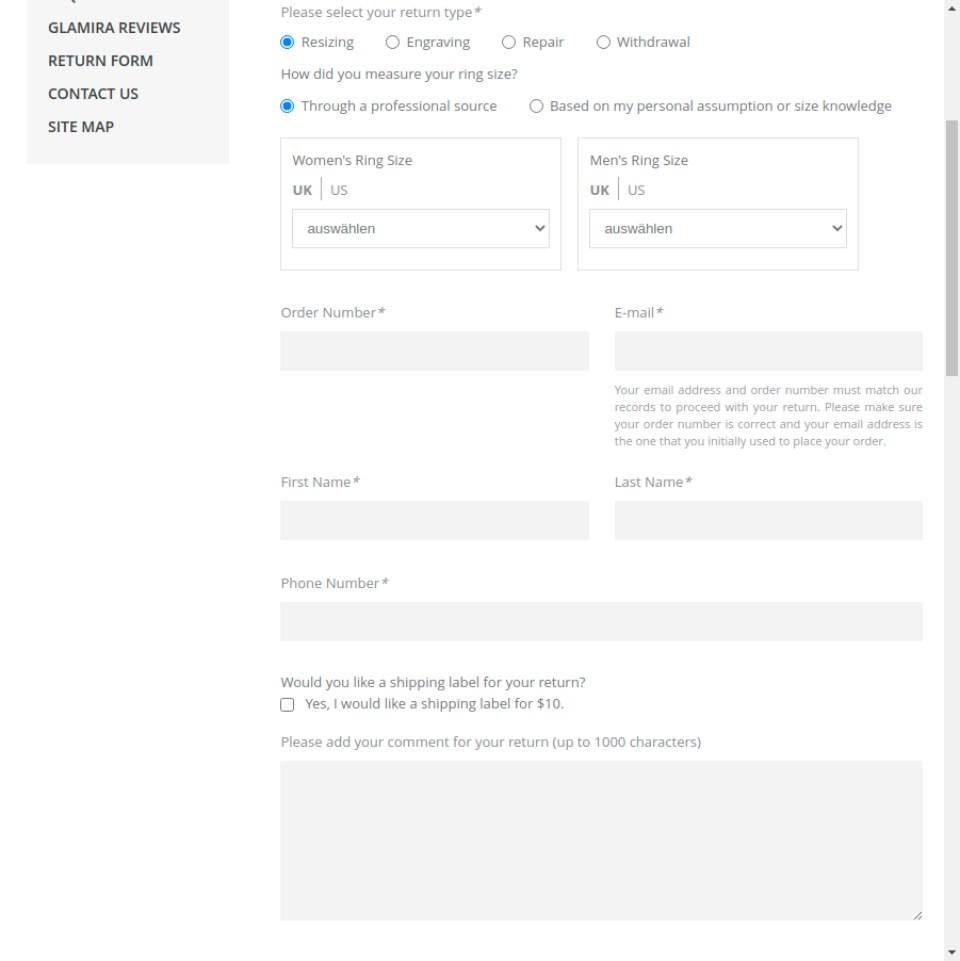 GLAMIRA REVIEWS
RETURN FORM
CONTACT US
SITE MAP
Please select your return type*
Resizing Engraving Repair Withdrawal
How did you measure your ring size?
Through a professional source Based on my personal assumption or size knowledge
Women's Ring Size
UK US
auswählen
Men's Ring Size
UK US
auswählen
Order Number*
E-mail*
Your email address and order number must match our
records to proceed with your return. Please make sure
your order number is correct and your email address is
the one that you initially used to place your order.
First Name*
Last Name*
Phone Number*
Would you like a shipping label for your return?
Yes, I would like a shipping label for $10.
Please add your comment for your return (up to 1000 characters)